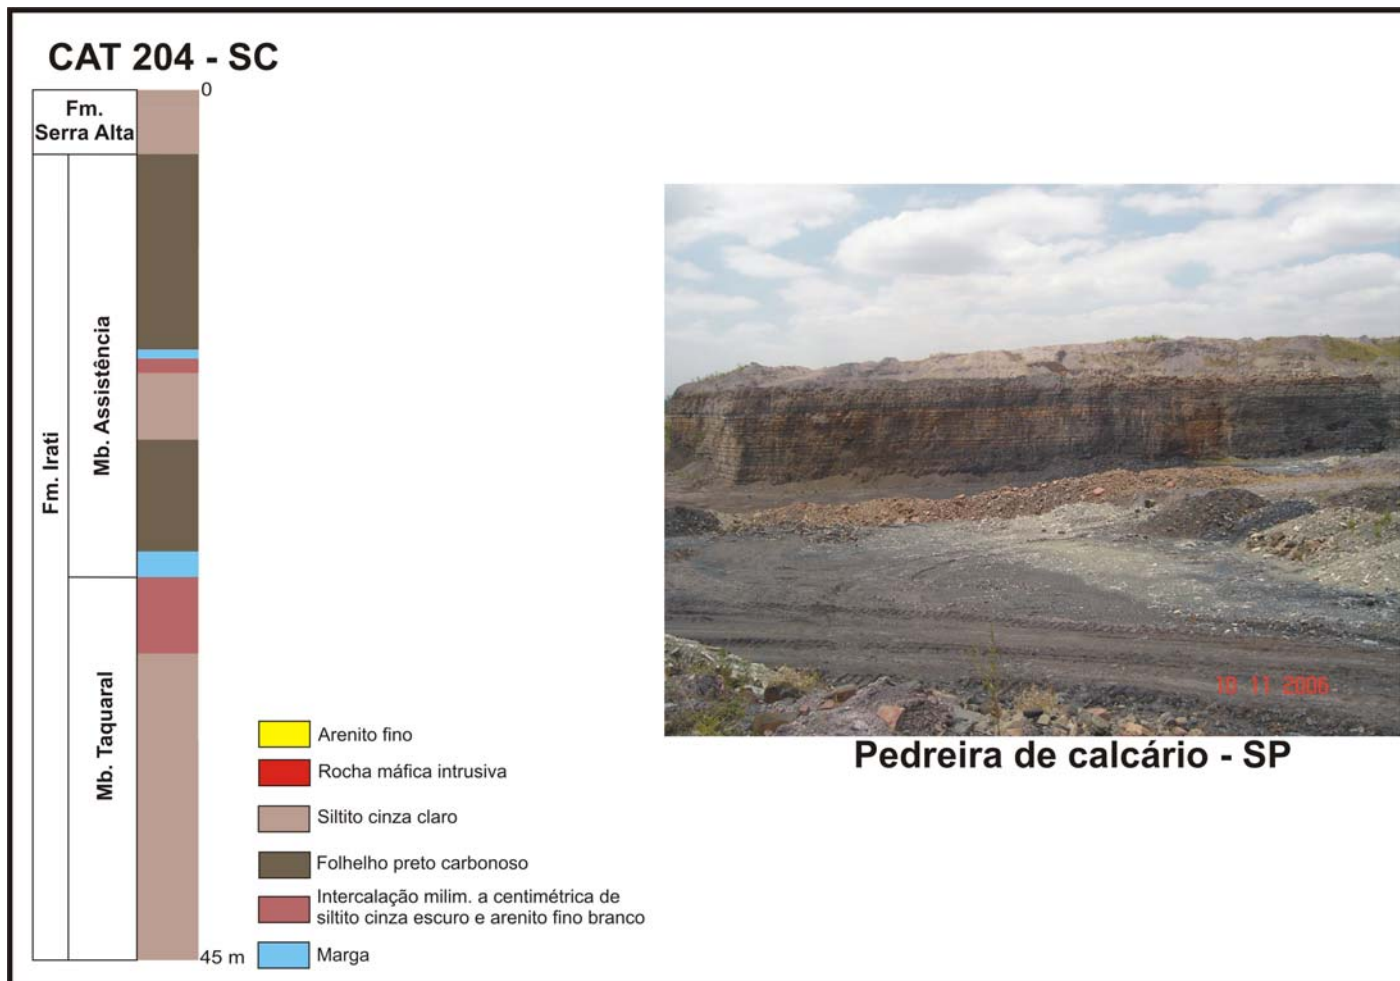 CAT 204 - SC
0
Fm.
Serra Alta
Fm. Irati
Mb. Assistência
Mb. Taquaral
45 m
Arenito fino
Rocha máfica intrusiva
Siltito cinza claro
Folhelho preto carbonoso
Intercalação milim. a centimétrica de
siltito cinza escuro e arenito fino branco
Marga
18 11 2006
Pedreira de calcário - SP